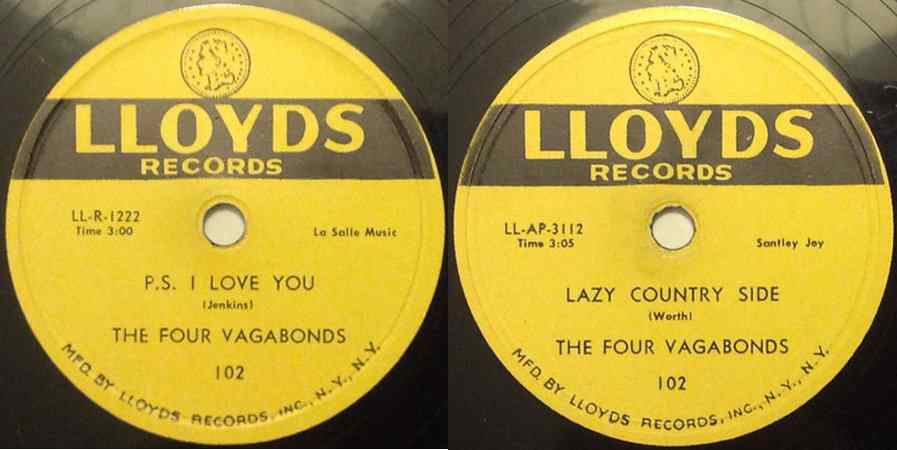 LLOYDS
RECORDS
LL-R-1222
Time 3:00
La Salle Music
P.S. I LOVE YOU
(Jenkins)
THE FOUR VAGABONDS
102
MFD. BY LLOYDS RECORDS, INC., N.Y., N.Y.
LLOYDS
RECORDS
LL-AP-3112
Time 3:05
Santley Joy
LAZY COUNTRY SIDE
(Worth)
THE FOUR VAGABONDS
102
MFD. BY LLOYDS RECORDS, INC., N.Y., N.Y.